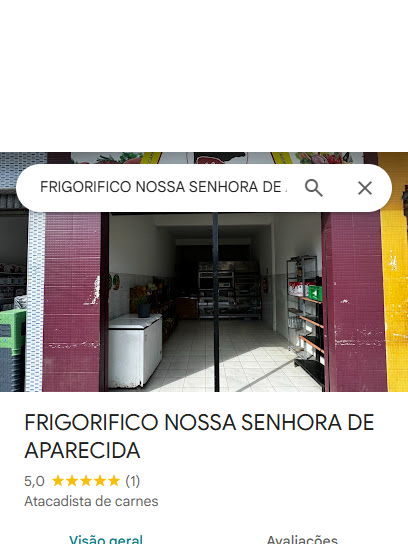 FRIGORIFICO NOSSA SENHORA DE
FRIGORIFICO NOSSA SENHORA DE
APARECIDA
5,0 (1)
Atacadista de carnes
Visão geral Avaliações